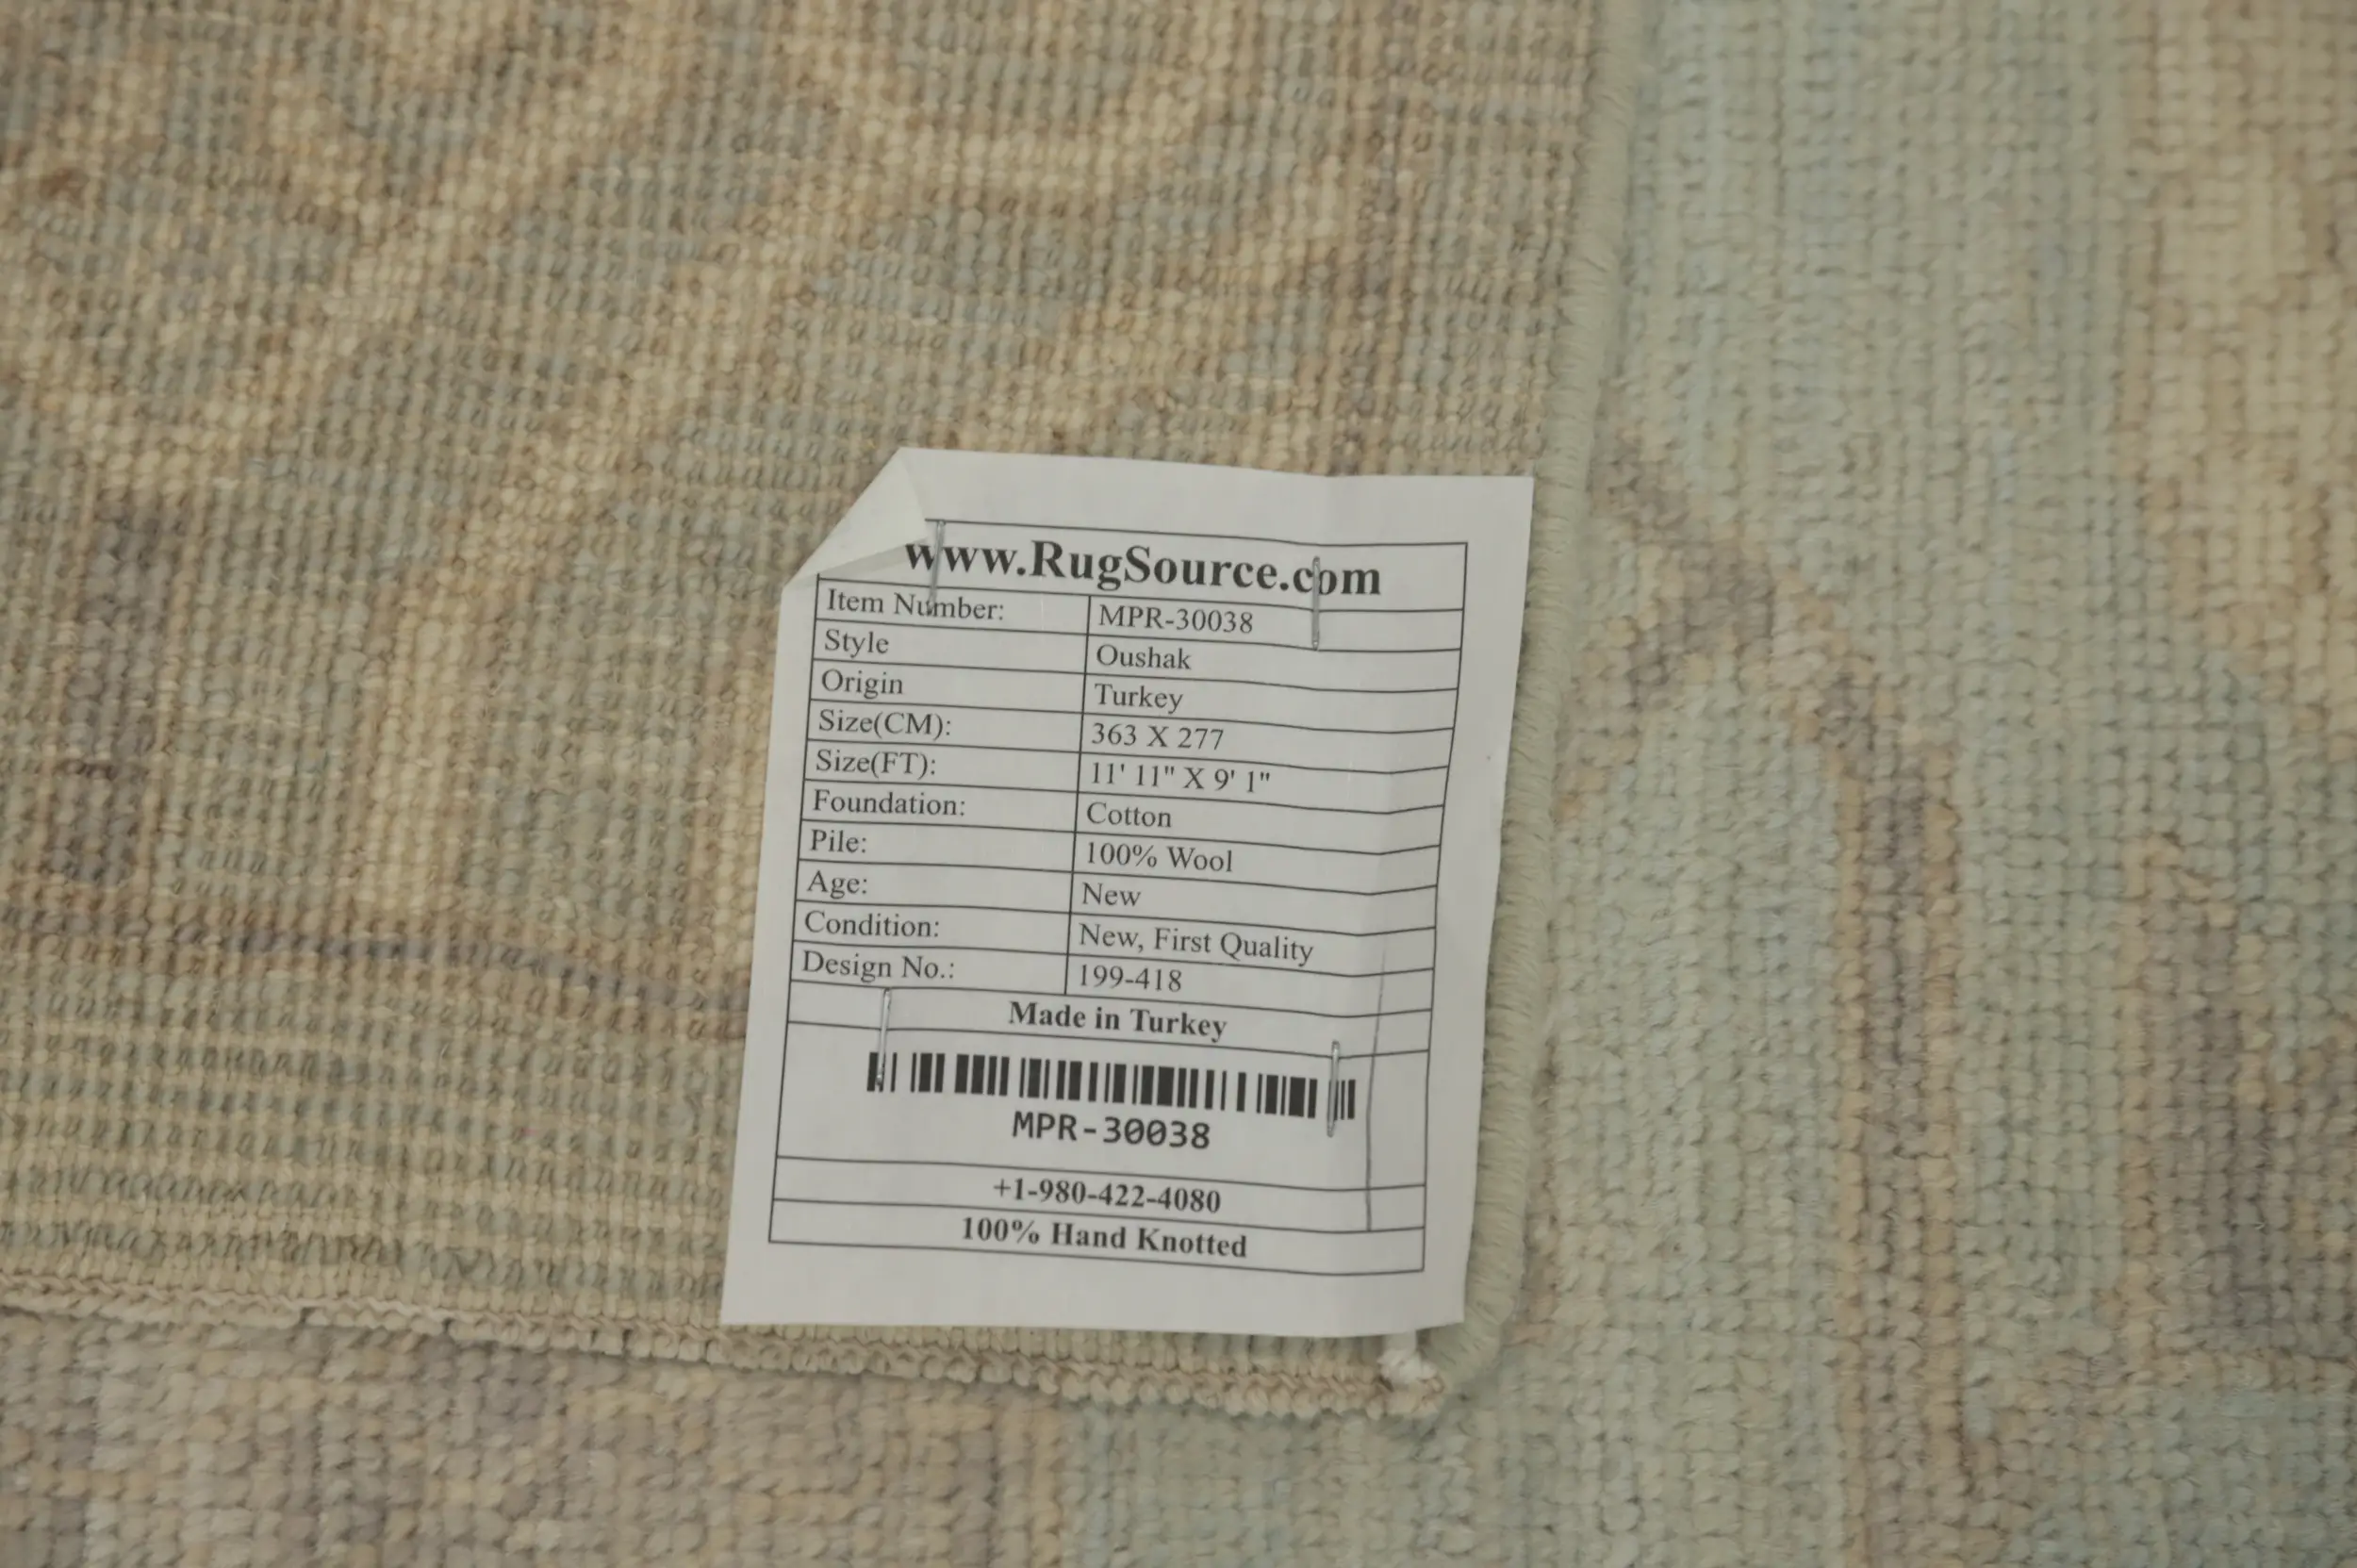 www.RugSource.com
Item Number: MPR-30038
Style Oushak
Origin Turkey
Size(CM): 363 X 277
Size(FT): 11' 11" X 9' 1"
Foundation: Cotton
Pile: 100% Wool
Age: New
Condition: New, First Quality
Design No.: 199-418
Made in Turkey
MPR-30038
+1-980-422-4080
100% Hand Knotted